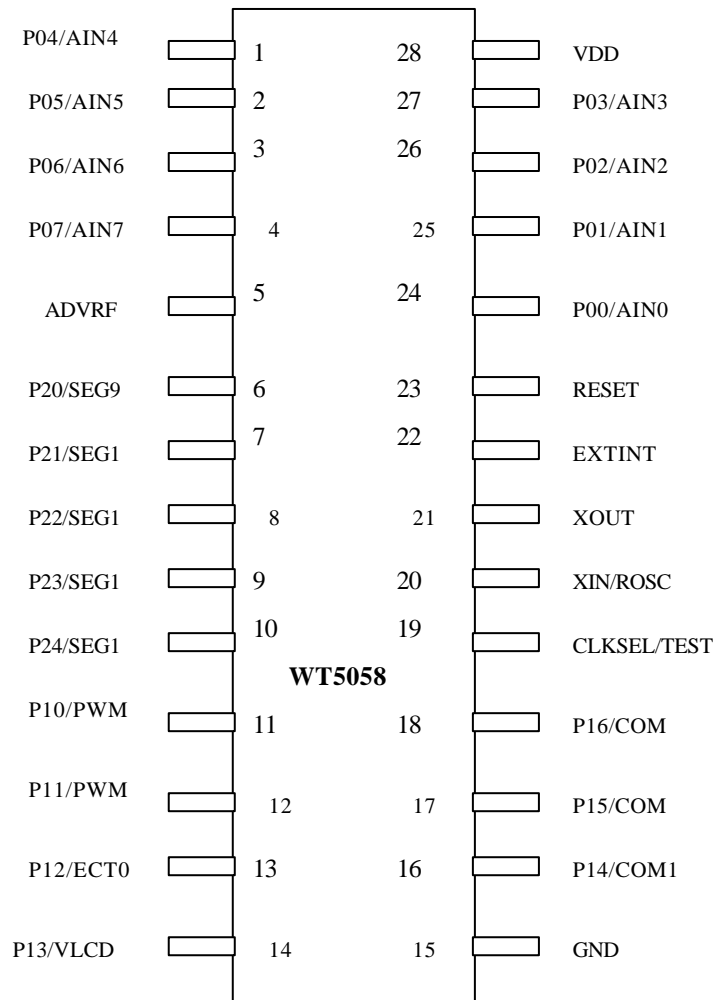 P04/AIN4 1 28 VDD
P05/AIN5 2 27 P03/AIN3
P06/AIN6 3 26 P02/AIN2
P07/AIN7 4 25 P01/AIN1
ADVRF 5 24 P00/AIN0
P20/SEG9 6 23 RESET
P21/SEG1 7 22 EXTINT
P22/SEG1 8 21 XOUT
P23/SEG1 9 20 XIN/ROSC
P24/SEG1 10 19 CLKSEL/TEST
WT5058
P10/PWM 11 18 P16/COM
P11/PWM 12 17 P15/COM
P12/ECT0 13 16 P14/COM1
P13/VLCD 14 15 GND